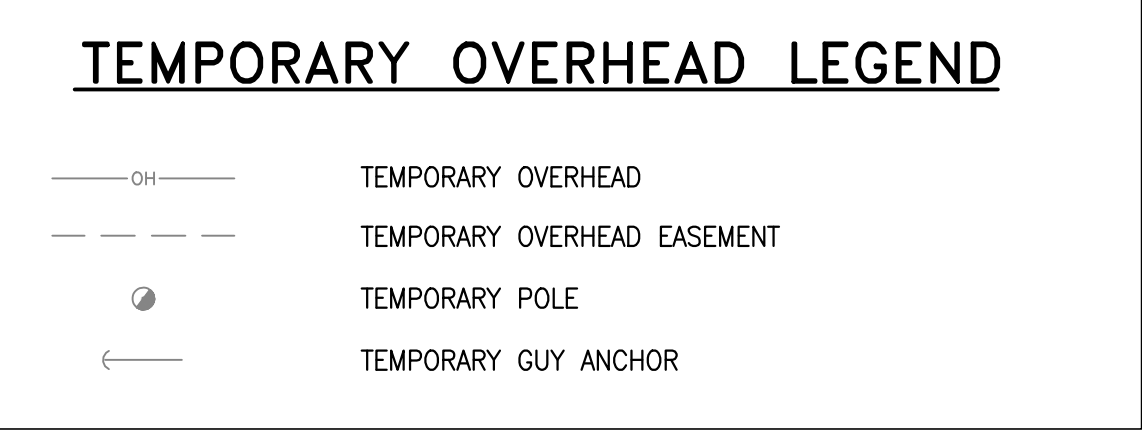 TEMPORARY OVERHEAD LEGEND
OH TEMPORARY OVERHEAD
TEMPORARY OVERHEAD EASEMENT
TEMPORARY POLE
TEMPORARY GUY ANCHOR